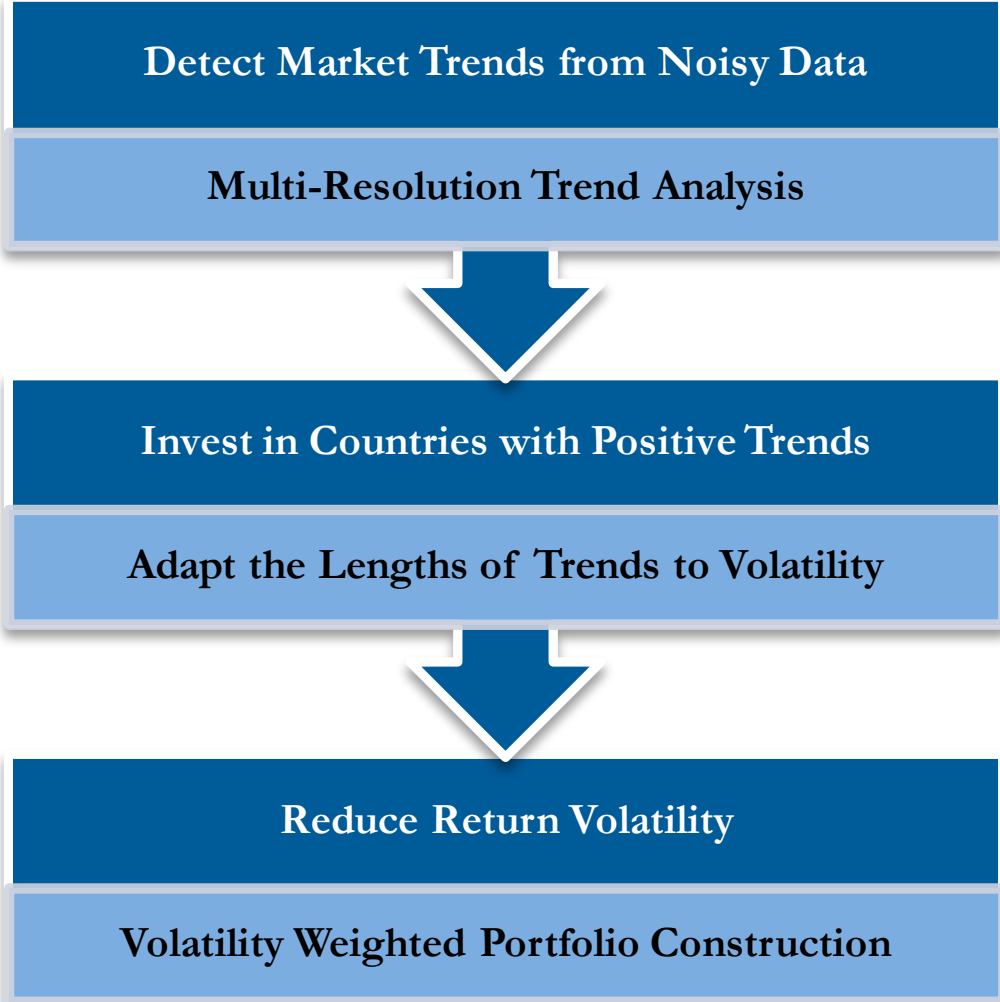 Detect Market Trends from Noisy Data
Multi-Resolution Trend Analysis
Invest in Countries with Positive Trends
Adapt the Lengths of Trends to Volatility
Reduce Return Volatility
Volatility Weighted Portfolio Construction